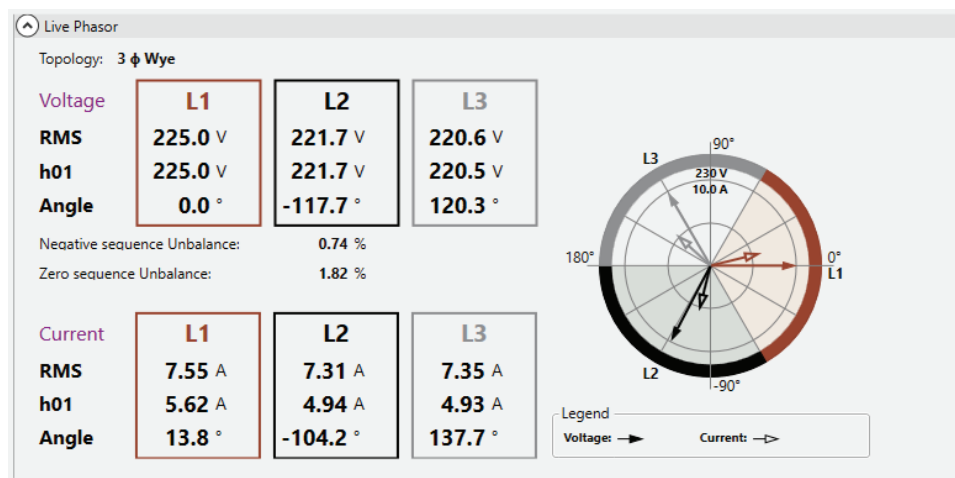 Live Phasor
Topology: 3 ϕ Wye
Voltage L1 L2 L3
RMS 225.0 V 221.7 V 220.6 V
h01 225.0 V 221.7 V 220.5 V
Angle 0.0 ° -117.7 ° 120.3 °
Negative sequence Unbalance: 0.74 %
Zero sequence Unbalance: 1.82 %
Current L1 L2 L3
RMS 7.55 A 7.31 A 7.35 A
h01 5.62 A 4.94 A 4.93 A
Angle 13.8 ° -104.2 ° 137.7 °
90°
L3
230 V
10.0 A
180°
0°
L1
L2
-90°
Legend
Voltage: Current: